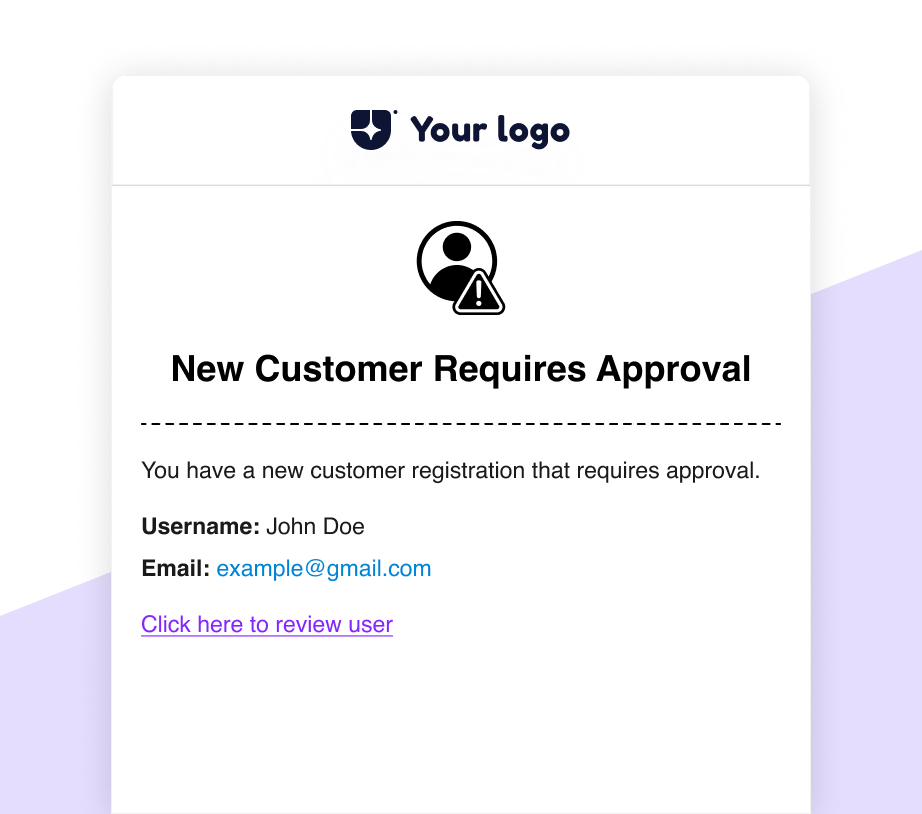 Your logo
New Customer Requires Approval
You have a new customer registration that requires approval.
Username: John Doe
Email: example@gmail.com
Click here to review user